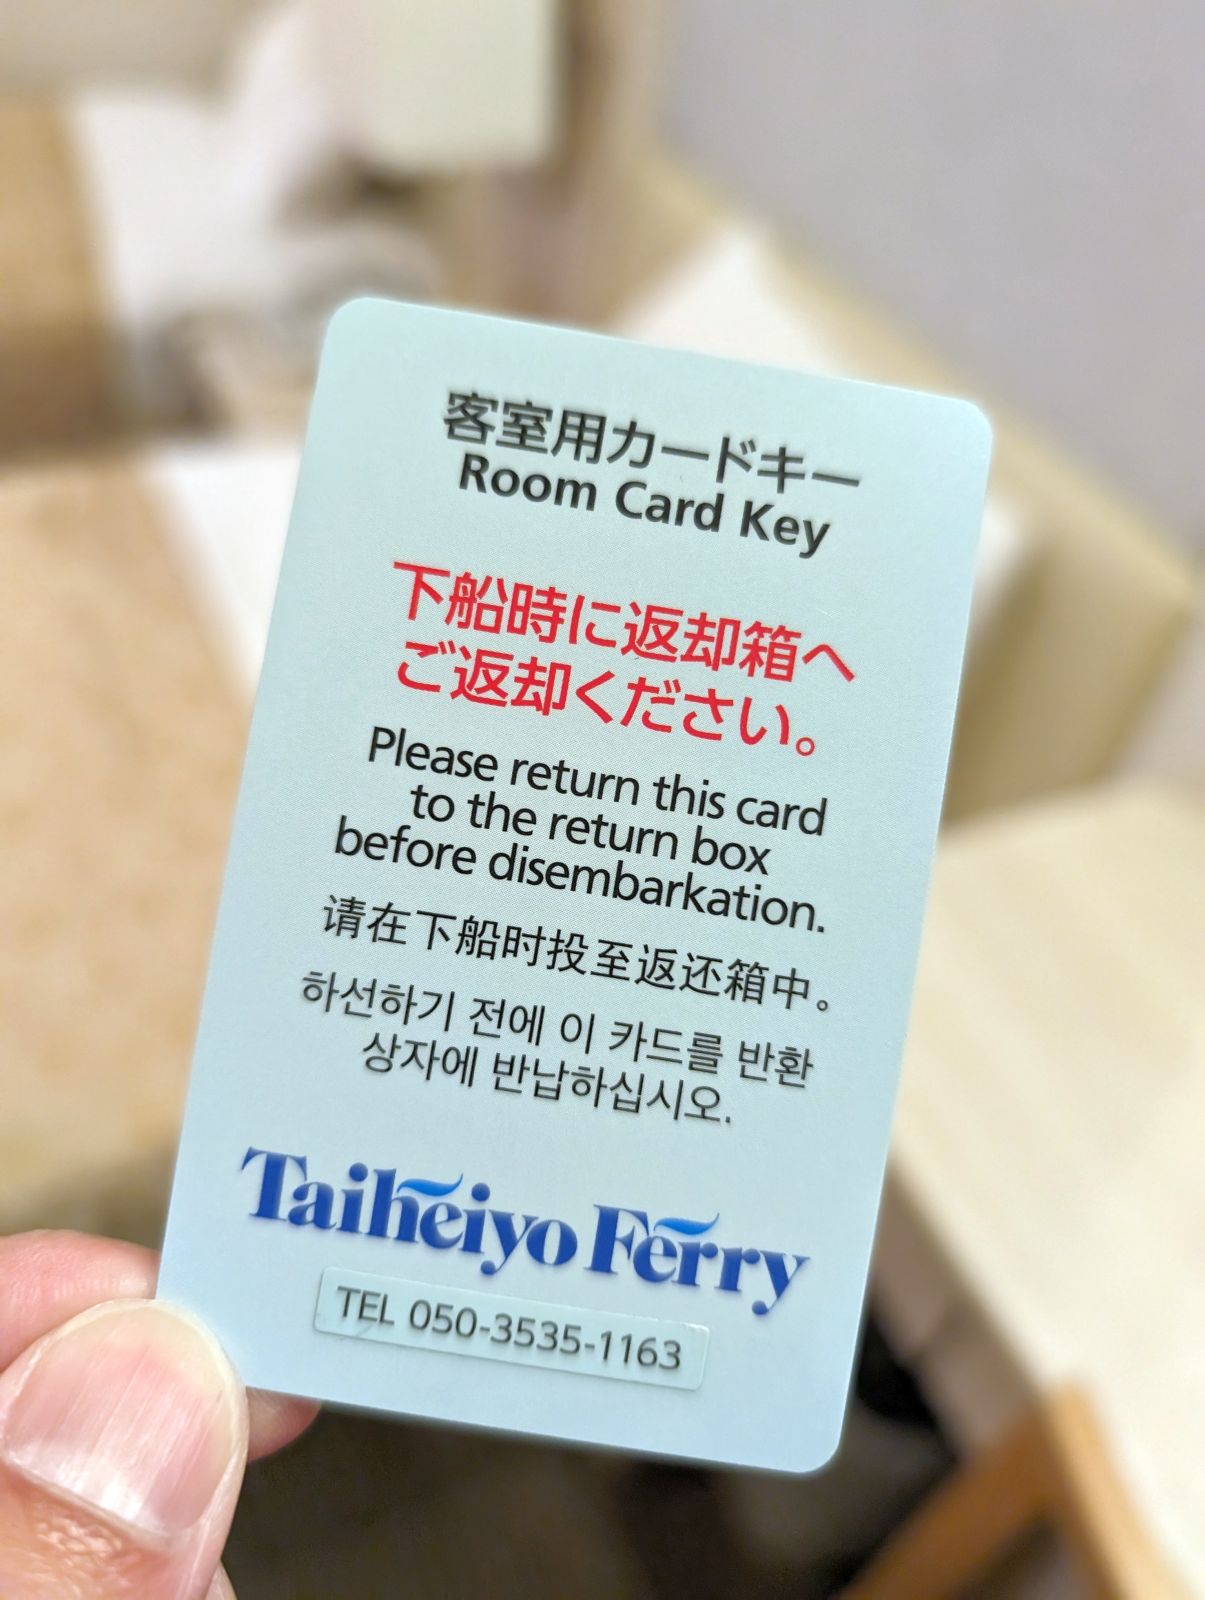 客室用カードキー
Room Card Key
下船時に返却箱へ
ご返却ください。
Please return this card
to the return box
before disembarkation.
请在下船时投至返还箱中。
하선하기 전에 이 카드를 반환
상자에 반납하십시오.
Taiheiyo Ferry
TEL 050-3535-1163